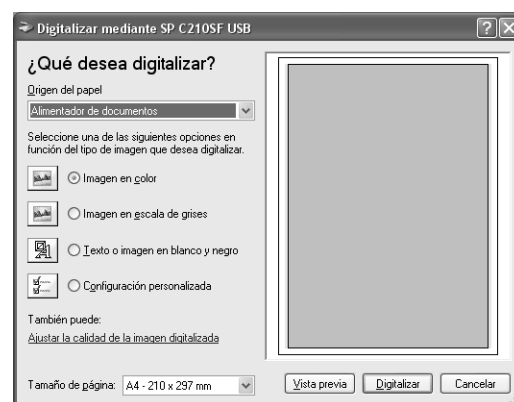 Digitalizar mediante SP C210SF USB
¿Qué desea digitalizar?
Origen del papel
Alimentador de documentos
Seleccione una de las siguientes opciones en
función del tipo de imagen que desea digitalizar.
Imagen en color
Imagen en escala de grises
Texto o imagen en blanco y negro
Configuración personalizada
También puede:
Ajustar la calidad de la imagen digitalizada
Tamaño de página: A4 - 210 x 297 mm
Vista previa Digitalizar Cancelar